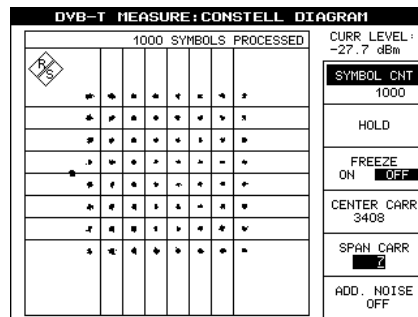 DVB-T MEASURE:CONSTELL DIAGRAM
1000 SYMBOLS PROCESSED
R
S
CURR LEVEL:
-27.7 dBm
SYMBOL CNT
1000
HOLD
FREEZE
ON OFF
CENTER CARR
3408
SPAN CARR
7
ADD. NOISE
OFF